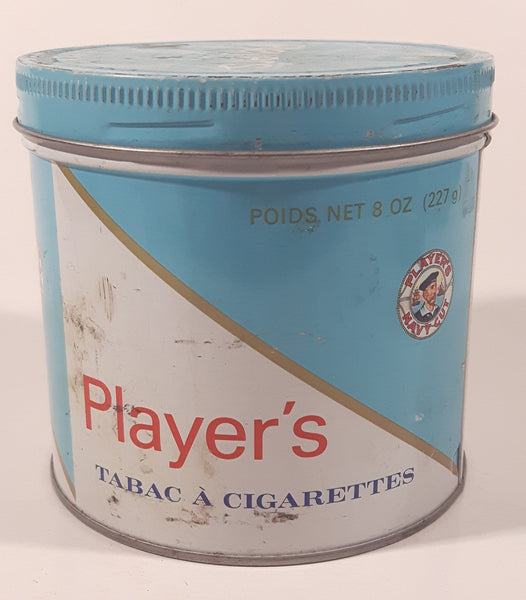 POIDS NET 8 OZ (227 g)
PLAYER'S
NAVY CUT
Player's
TABAC À CIGARETTES